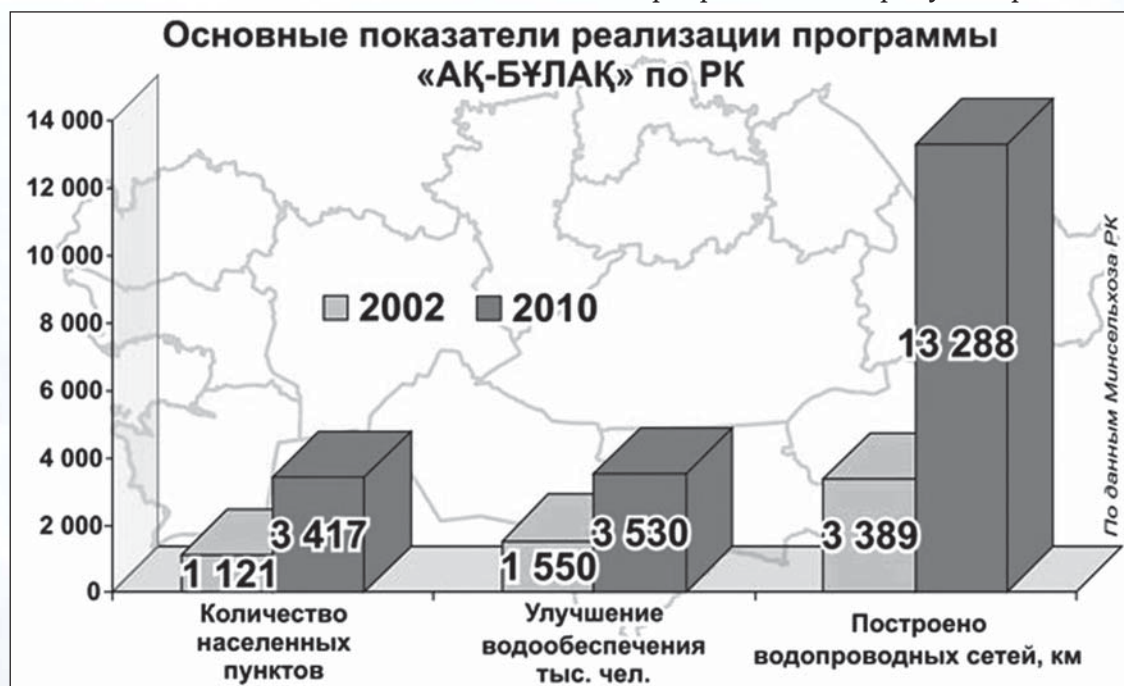 Основные показатели реализации программы
«АҚ-БҰЛАҚ» по РК
14 000
12 000
10 000
8 000
6 000
4 000
2 000
0
2002
2010
1 121
3 417
1 550
3 530
3 389
13 288
Количество
населенных
пунктов
Улучшение
водообеспечения
тыс. чел.
Построено
водопроводных сетей, км
По данным Минсельхоза РК